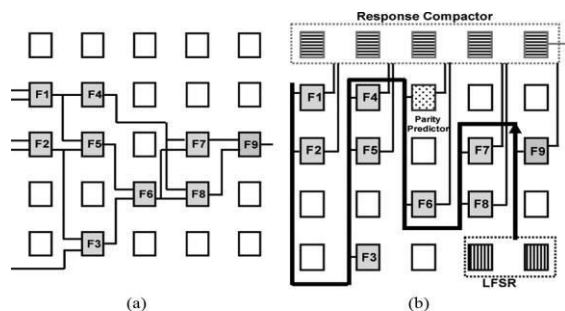 Response Compactor
F1 F4
F2 F5 F7 F9
F6 F8
F3
F1 F4
Parity
Predictor
F2 F5 F7 F9
F6 F8
F3
LFSR
(a) (b)